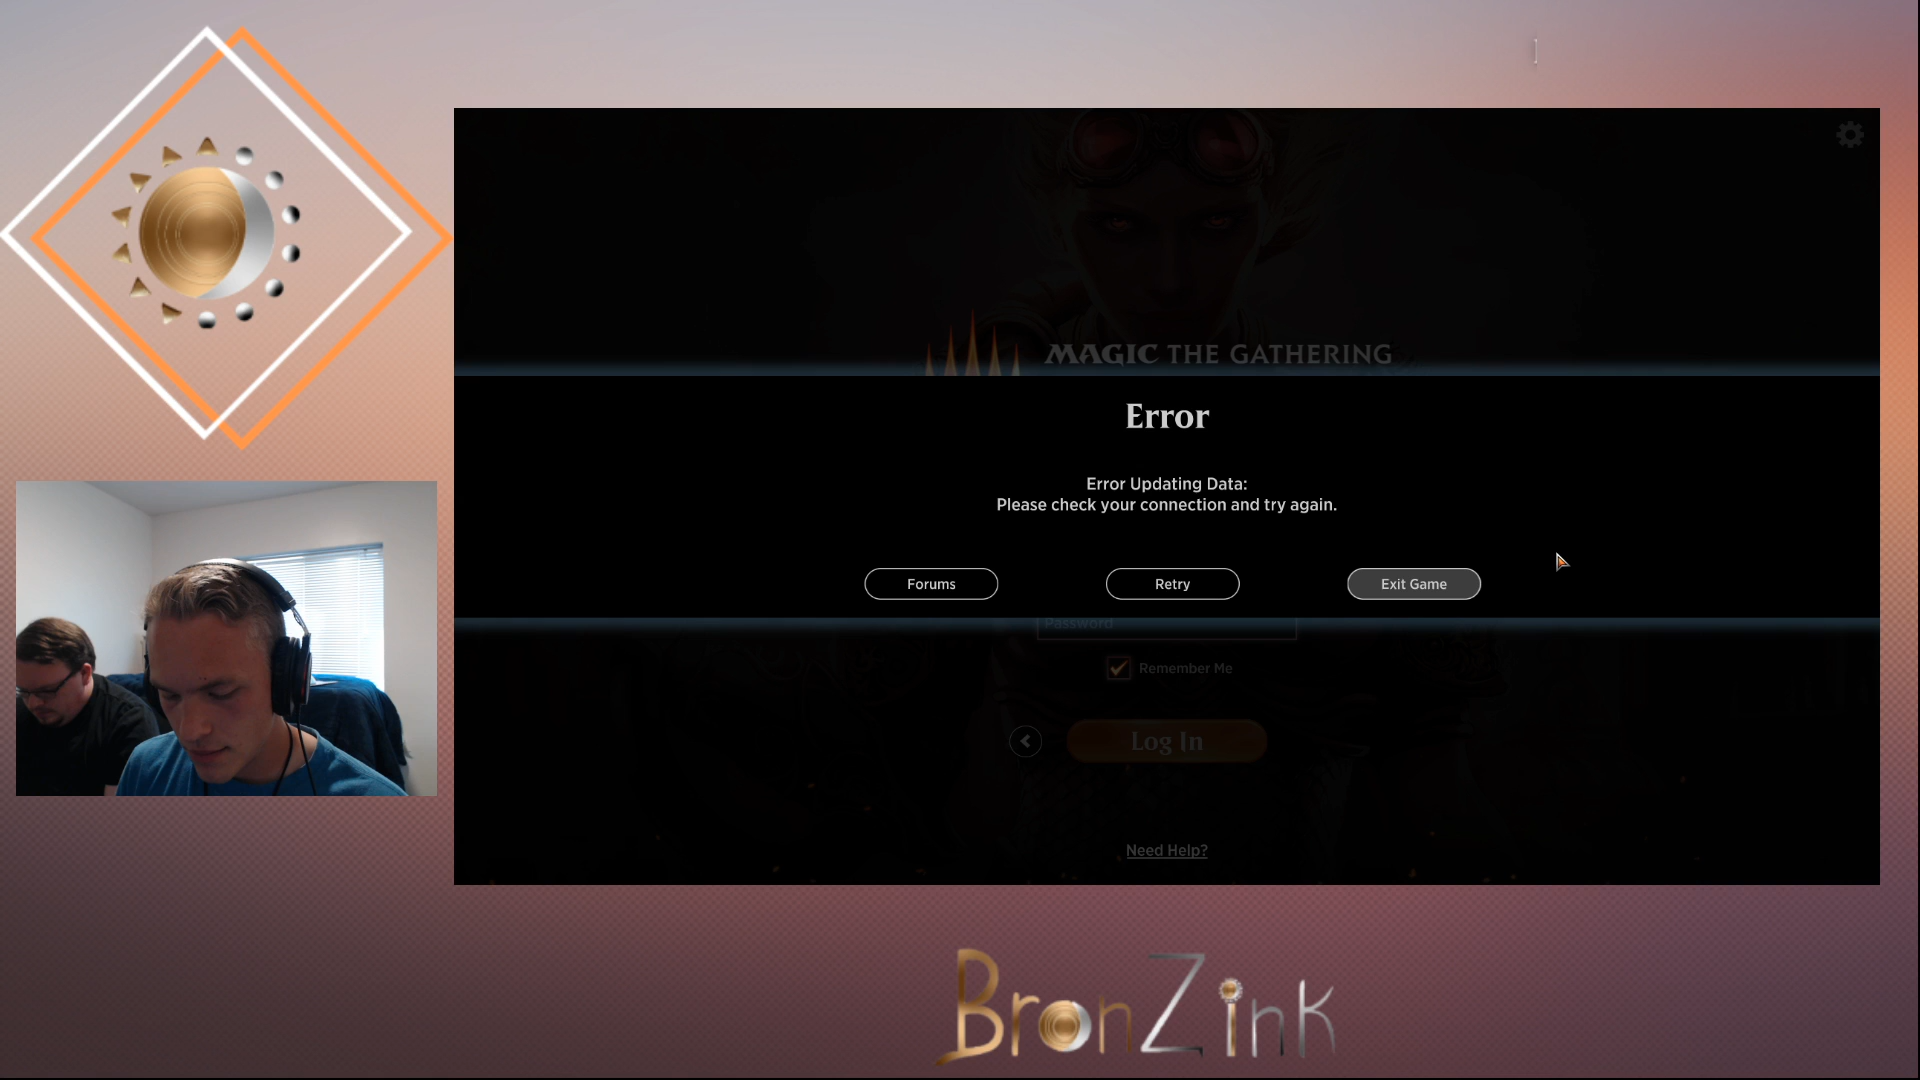 MAGIC THE GATHERING
Error
Error Updating Data:
Please check your connection and try again.
Forums
Retry
Exit Game
Password
Remember Me
Log In
Need Help?
BronZink